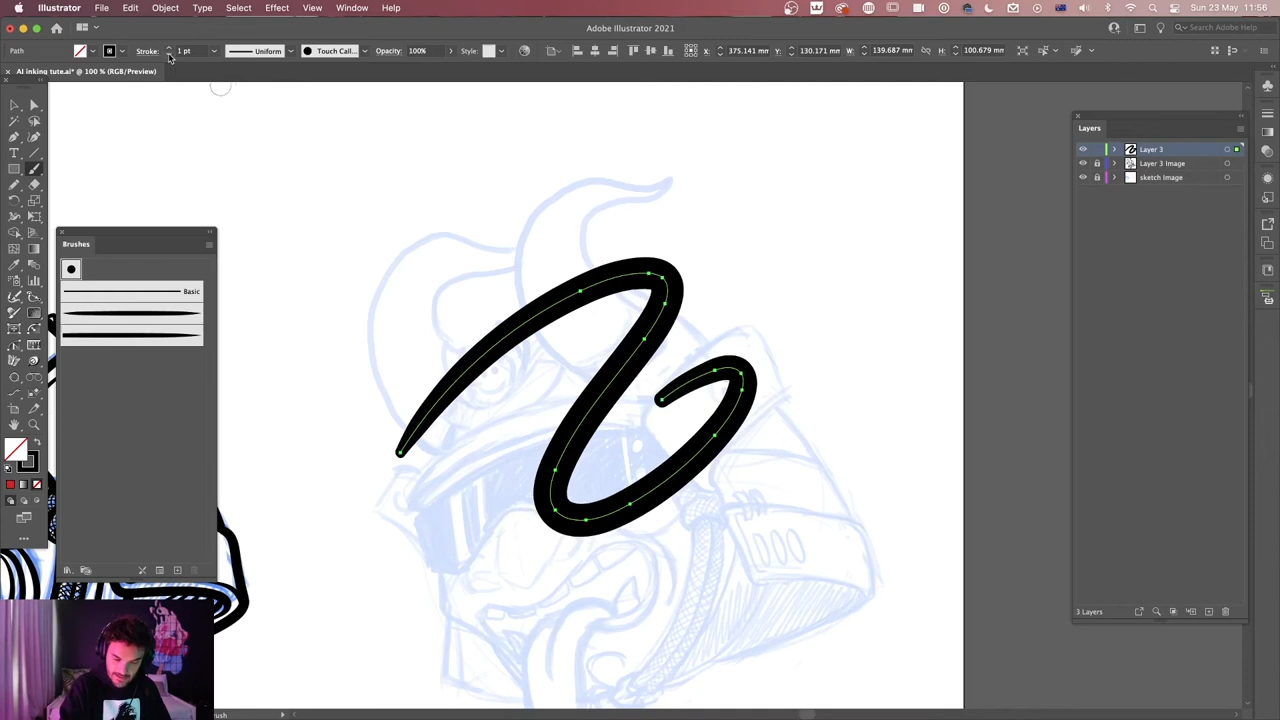 Illustrator File Edit Object Type Select Effect View Window Help
Sun 23 May 11:56
Adobe Illustrator 2021
Search Adobe Help
Path Stroke: 1 pt Uniform Touch Call... Opacity: 100% Style: X: 375.141 mm Y: 130.171 mm W: 139.687 mm H: 100.679 mm
AI inking tute.ai* @ 100 % (RGB/Preview)
Layers
Layer 3
Layer 3 Image
sketch Image
Brushes
Basic
3 Layers